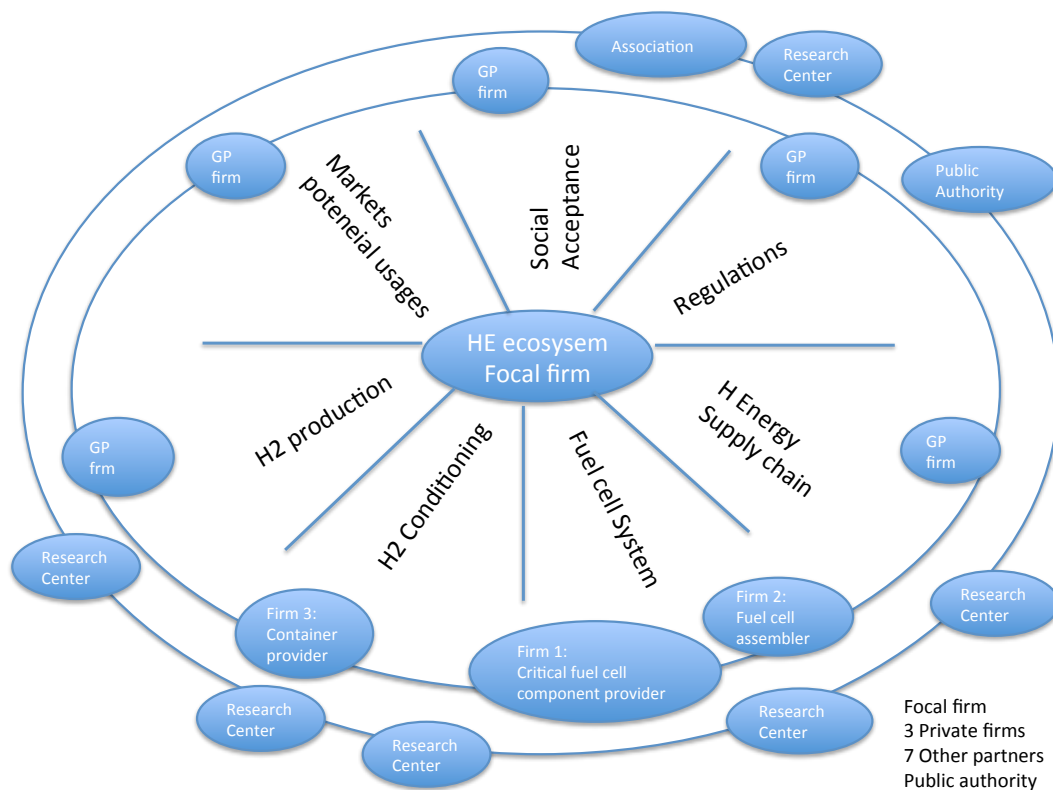 Association
Research
Center
GP
firm
GP
firm
GP
firm
Public
Authority
Markets
poteneial usages
Social
Acceptance
Regulations
HE ecosysem
Focal firm
H2 production
H2 Conditioning
Fuel cell System
H Energy
Supply chain
GP
frm
GP
firm
Research
Center
Research
Center
Firm 3:
Container
provider
Firm 1:
Critical fuel cell
component provider
Firm 2:
Fuel cell
assembler
Research
Center
Research
Center
Research
Center
Focal firm
3 Private firms
7 Other partners
Public authority